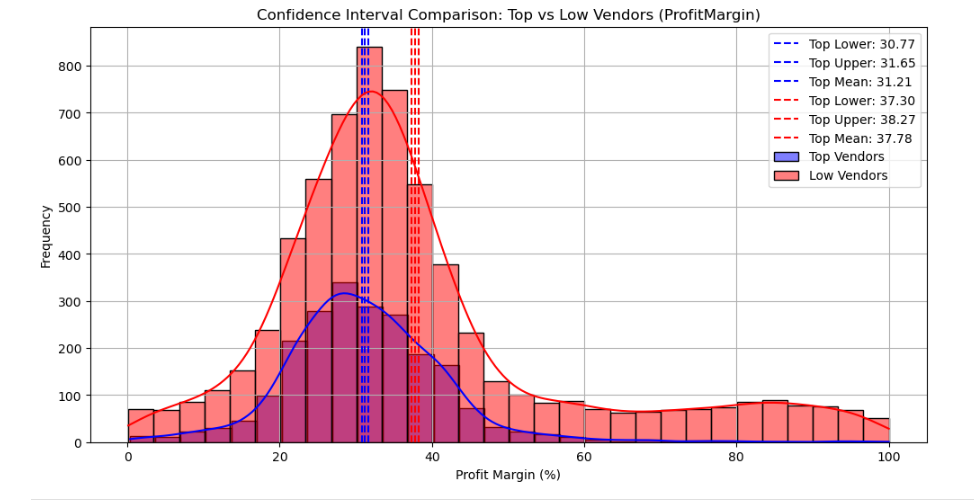 Confidence Interval Comparison: Top vs Low Vendors (ProfitMargin)
Top Lower: 30.77
Top Upper: 31.65
Top Mean: 31.21
Top Lower: 37.30
Top Upper: 38.27
Top Mean: 37.78
Top Vendors
Low Vendors
Frequency
800
700
600
500
400
300
200
100
0
0 20 40 60 80 100
Profit Margin (%)